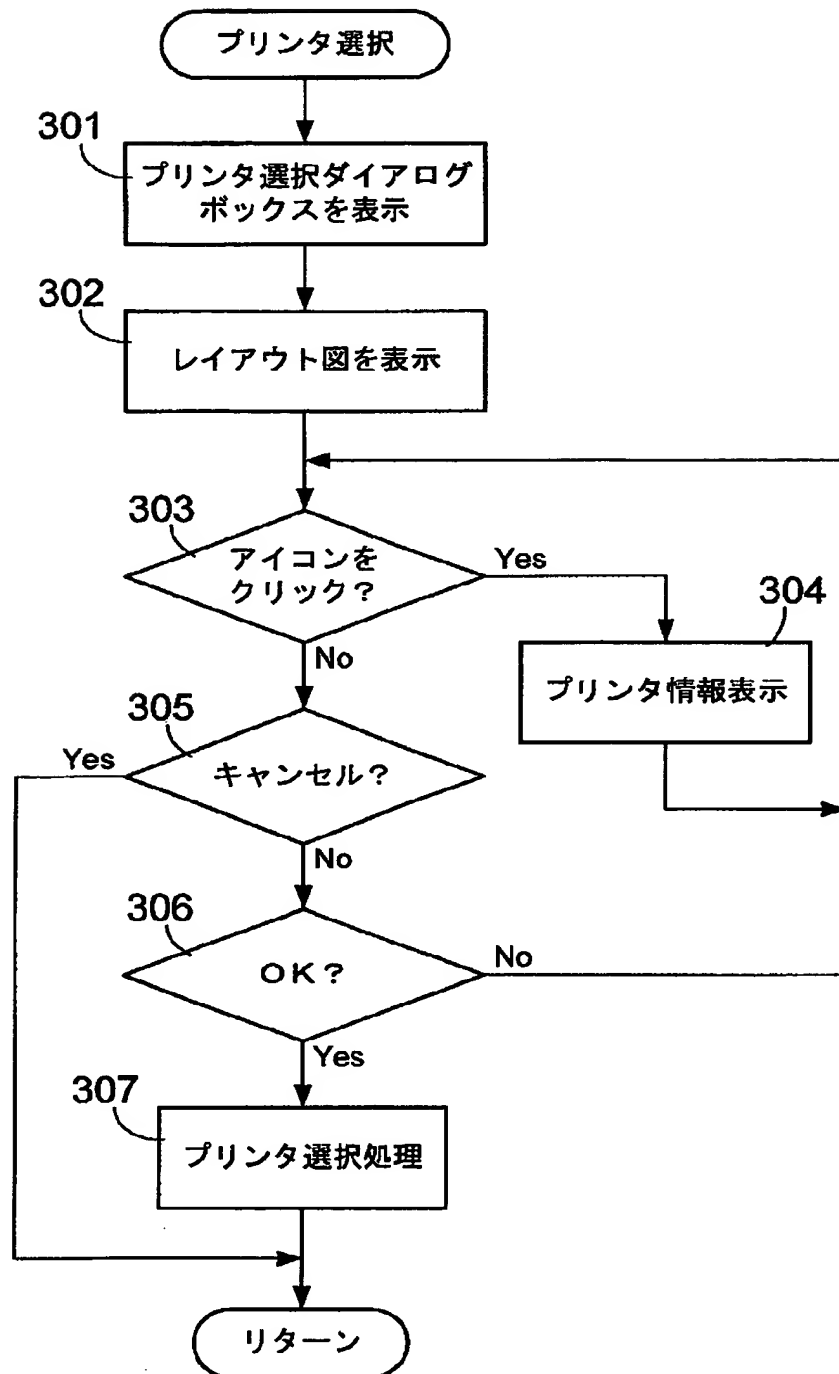 プリンタ選択
301
プリンタ選択ダイアログ
ボックスを表示
302
レイアウト図を表示
303
アイコンを
クリック?
Yes
304
No
プリンタ情報表示
305
Yes
キャンセル?
No
306
OK?
No
Yes
307
プリンタ選択処理
リターン